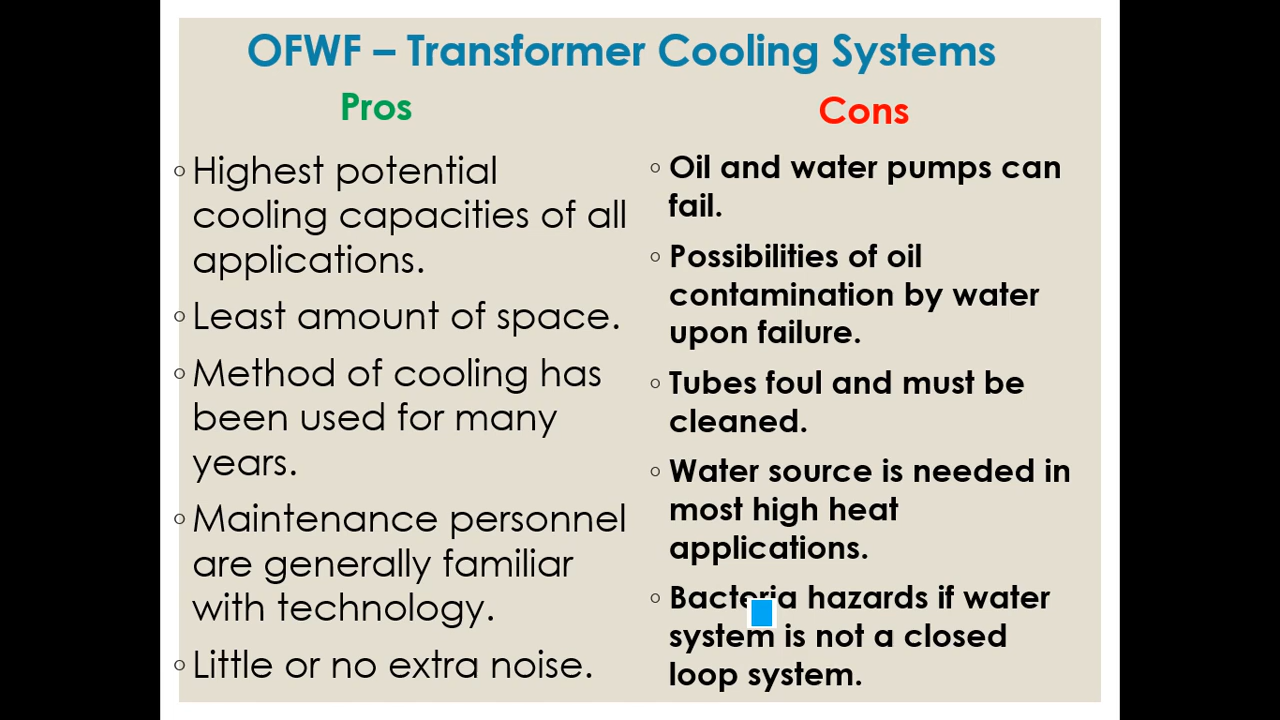 OFWF – Transformer Cooling Systems
Pros
◦ Highest potential
cooling capacities of all
applications.
◦ Least amount of space.
◦ Method of cooling has
been used for many
years.
◦ Maintenance personnel
are generally familiar
with technology.
◦ Little or no extra noise.
Cons
◦ Oil and water pumps can
fail.
◦ Possibilities of oil
contamination by water
upon failure.
◦ Tubes foul and must be
cleaned.
◦ Water source is needed in
most high heat
applications.
◦ Bacteria hazards if water
system is not a closed
loop system.